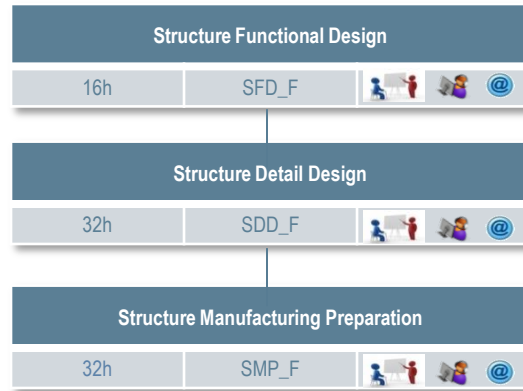 Structure Functional Design
16h SFD_F @
Structure Detail Design
32h SDD_F @
Structure Manufacturing Preparation
32h SMP_F @